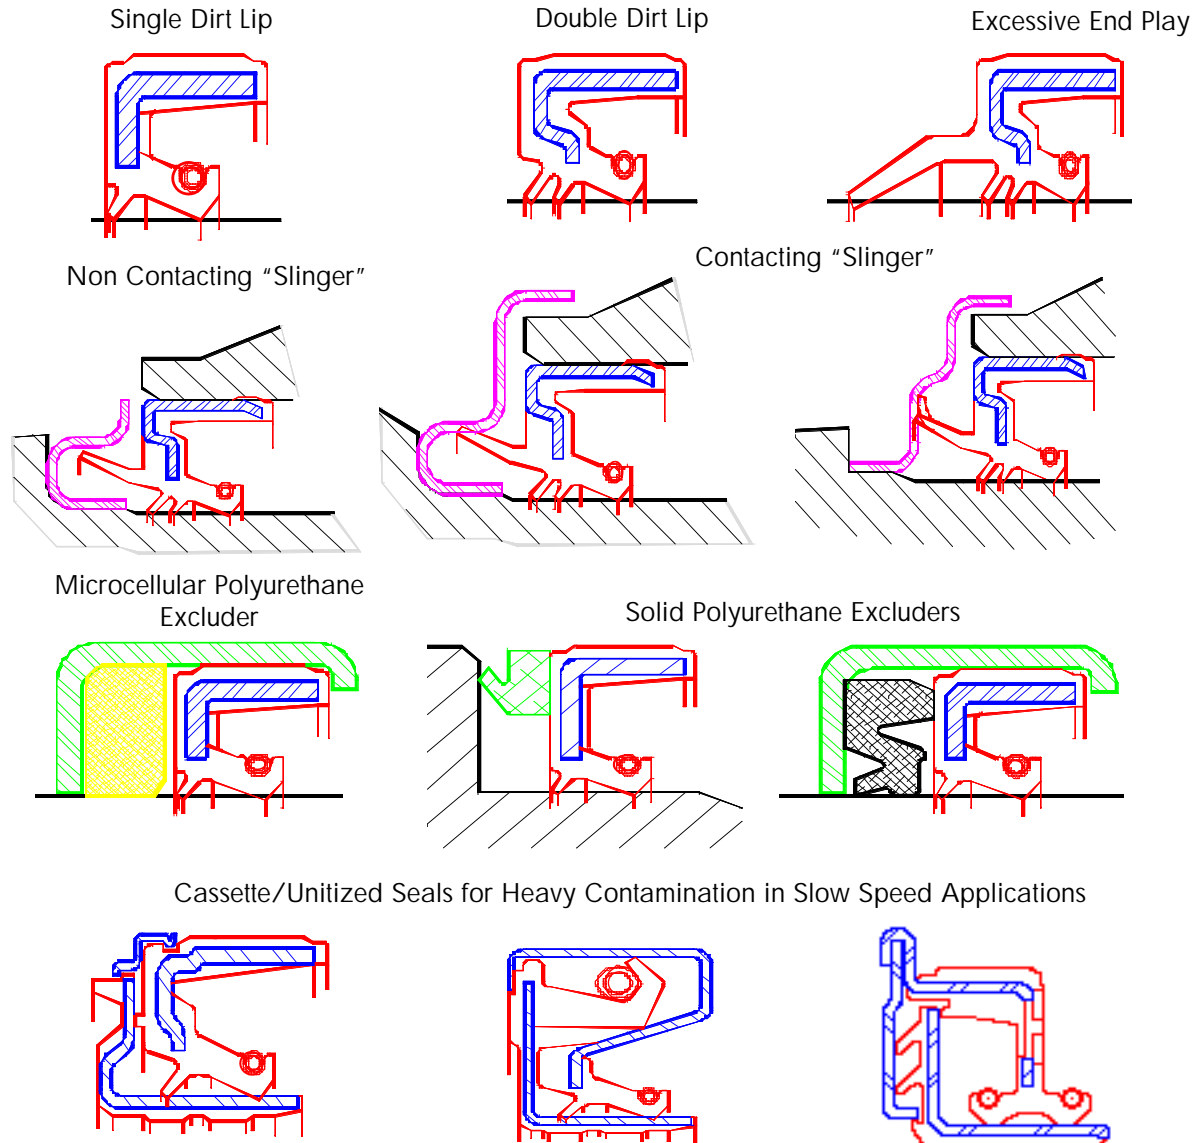 Single Dirt Lip
Double Dirt Lip
Excessive End Play
Non Contacting “Slinger”
Contacting “Slinger”
Microcellular Polyurethane
Excluder
Solid Polyurethane Excluders
Cassette/Unitized Seals for Heavy Contamination in Slow Speed Applications